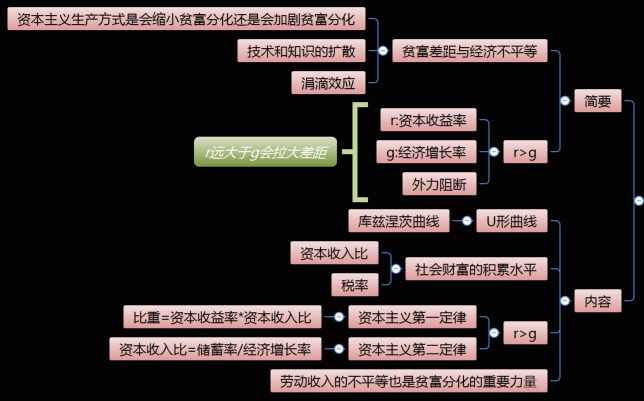 资本主义生产方式是会缩小贫富分化还是会加剧贫富分化
技术和知识的扩散
贫富差距与经济不平等
涓滴效应
简要
r:资本收益率
r远大于g会拉大差距
g:经济增长率
r>g
外力阻断
库兹涅茨曲线
U形曲线
资本收入比
社会财富的积累水平
税率
内容
比重=资本收益率*资本收入比
资本主义第一定律
r>g
资本收入比=储蓄率/经济增长率
资本主义第二定律
劳动收入的不平等也是贫富分化的重要力量